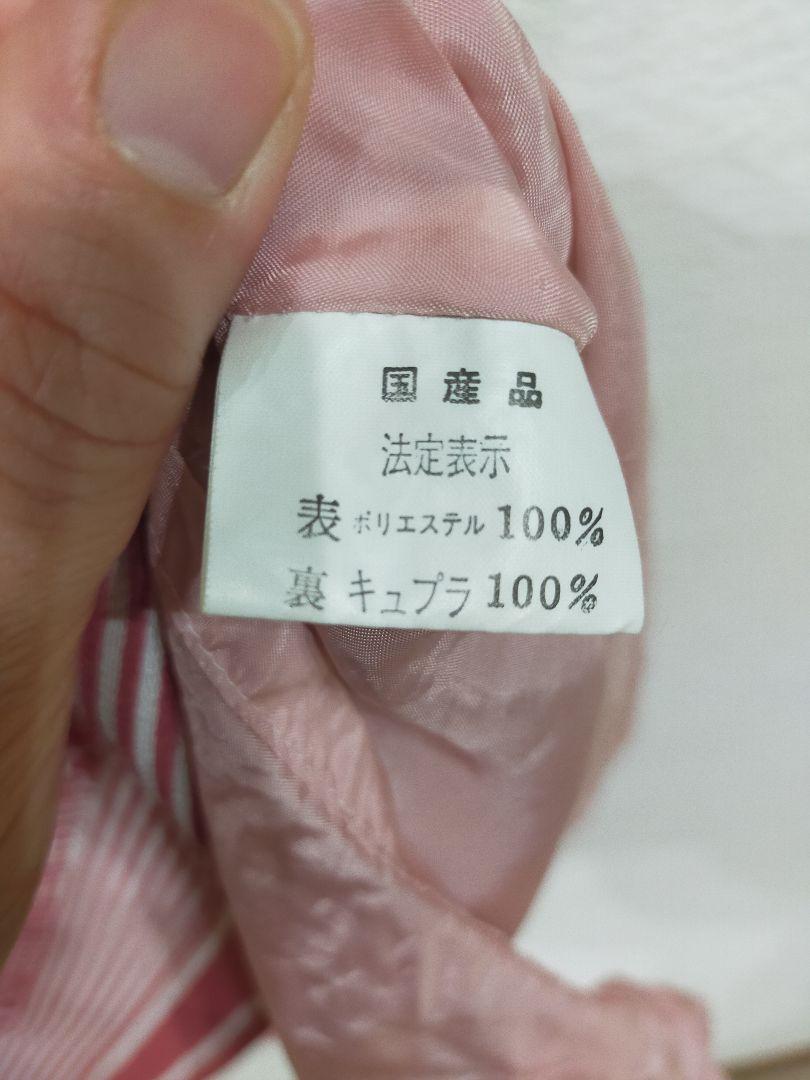 国産品
法定表示
表 ポリエステル 100%
裏 キュプラ 100%